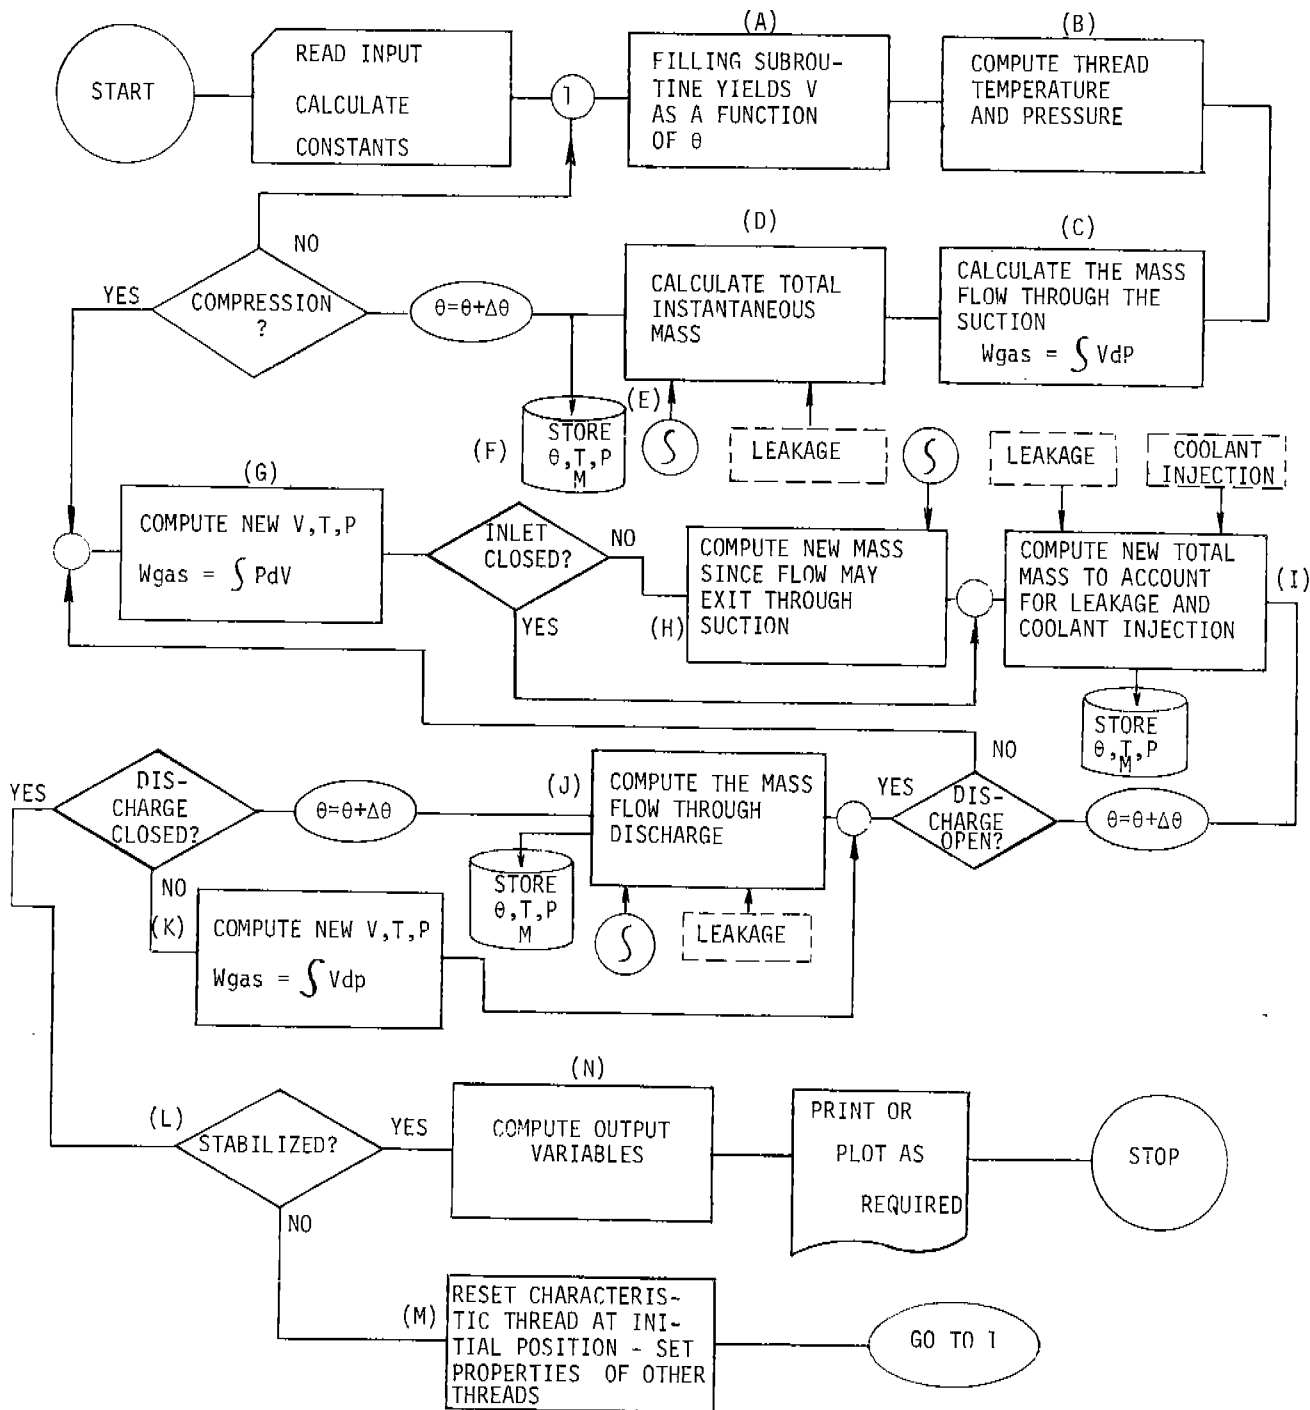 START
READ INPUT
CALCULATE
CONSTANTS
1
(A)
FILLING SUBROU-
TINE YIELDS V
AS A FUNCTION
OF θ
(B)
COMPUTE THREAD
TEMPERATURE
AND PRESSURE
(C)
CALCULATE THE MASS
FLOW THROUGH THE
SUCTION
Wgas = ∫ VdP
(D)
CALCULATE TOTAL
INSTANTANEOUS
MASS
θ=θ+Δθ
NO
YES
COMPRESSION
?
(E)
∫
LEAKAGE
(F)
STORE
θ,T,P
M
(G)
COMPUTE NEW V,T,P
Wgas = ∫ PdV
INLET
CLOSED?
NO
YES
∫
(H)
COMPUTE NEW MASS
SINCE FLOW MAY
EXIT THROUGH
SUCTION
LEAKAGE
COOLANT
INJECTION
COMPUTE NEW TOTAL
MASS TO ACCOUNT
FOR LEAKAGE AND
COOLANT INJECTION
(I)
STORE
θ,T,P
M
θ=θ+Δθ
NO
YES
DIS-
CHARGE
OPEN?
(J)
COMPUTE THE MASS
FLOW THROUGH
DISCHARGE
STORE
θ,T,P
M
∫
LEAKAGE
θ=θ+Δθ
YES
DIS-
CHARGE
CLOSED?
NO
(K)
COMPUTE NEW V,T,P
Wgas = ∫ Vdp
(L)
STABILIZED?
YES
NO
(N)
COMPUTE OUTPUT
VARIABLES
PRINT OR
PLOT AS
REQUIRED
STOP
(M)
RESET CHARACTERIS-
TIC THREAD AT INI-
TIAL POSITION - SET
PROPERTIES OF OTHER
THREADS
GO TO 1